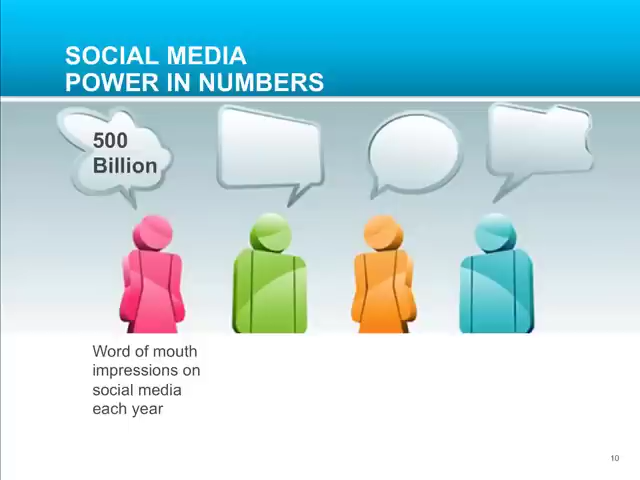 SOCIAL MEDIA
POWER IN NUMBERS
500
Billion
Word of mouth
impressions on
social media
each year
10